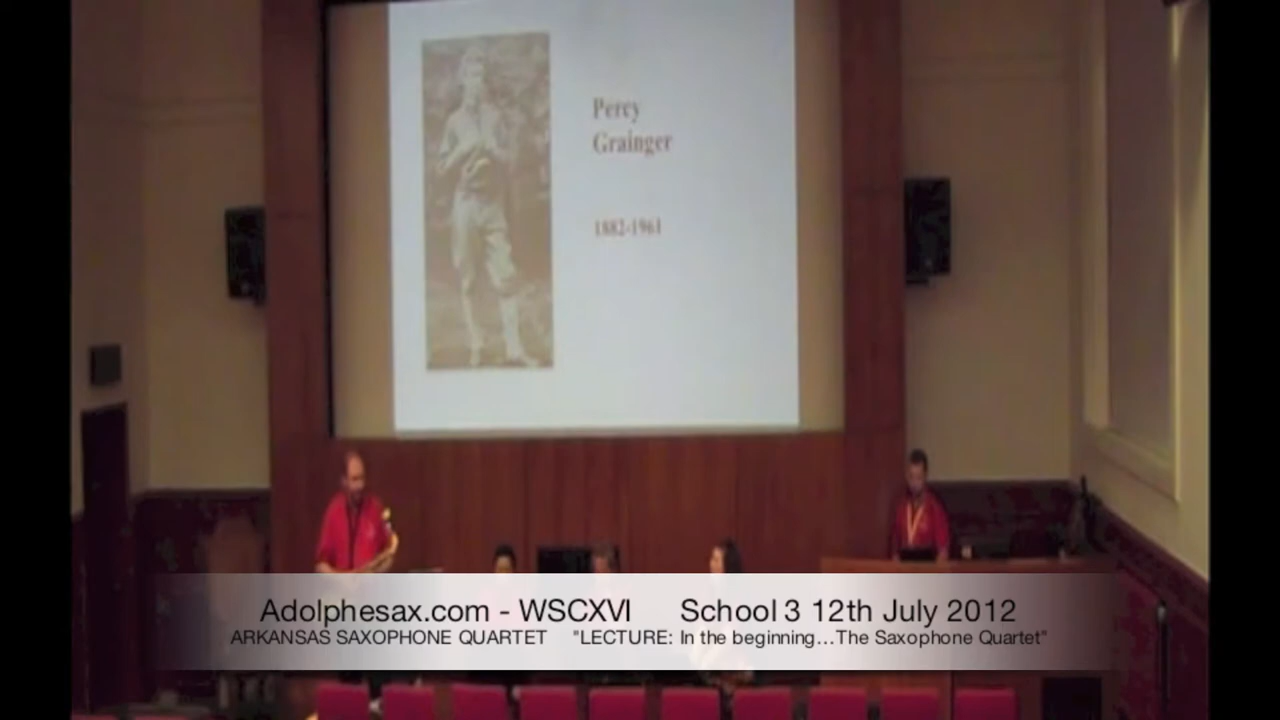 Percy
Grainger
1882-1961
Adolphesax.com - WSCXVI School 3 12th July 2012
ARKANSAS SAXOPHONE QUARTET "LECTURE: In the beginning...The Saxophone Quartet"